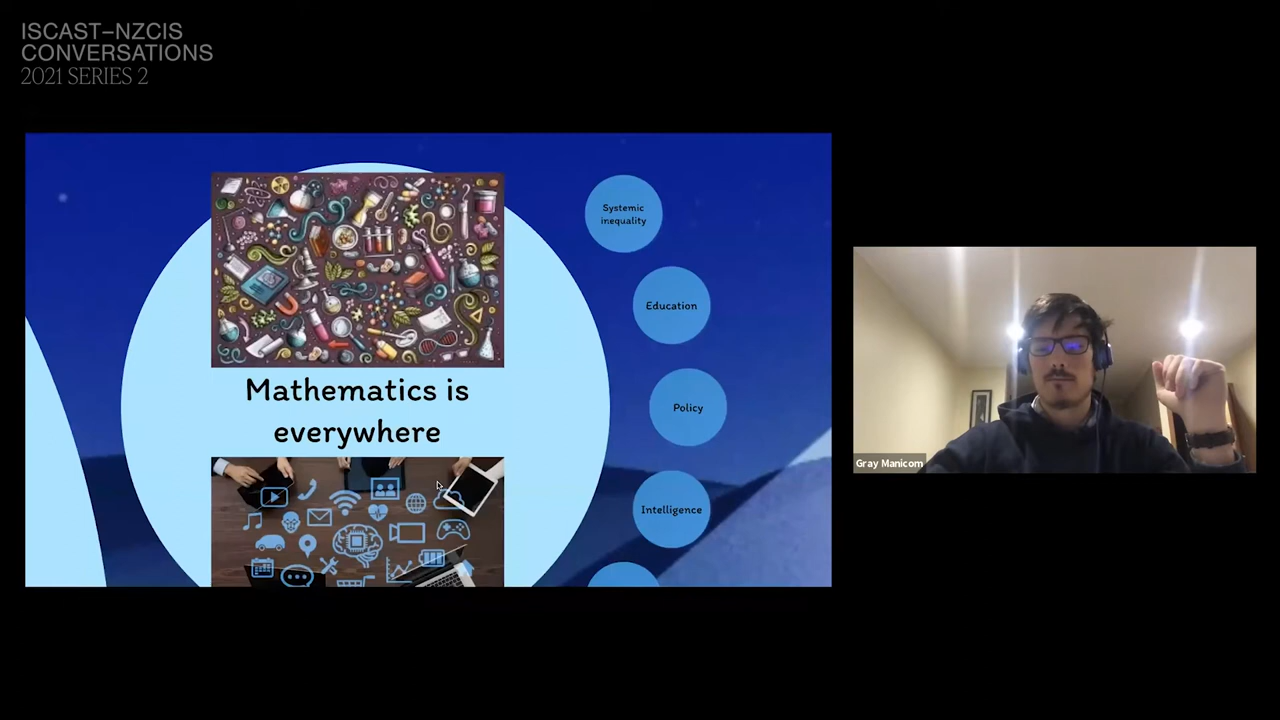 ISCAST–NZCIS
CONVERSATIONS
2021 SERIES 2
Mathematics is
everywhere
Systemic
inequality
Education
Policy
Intelligence
Gray Manicom